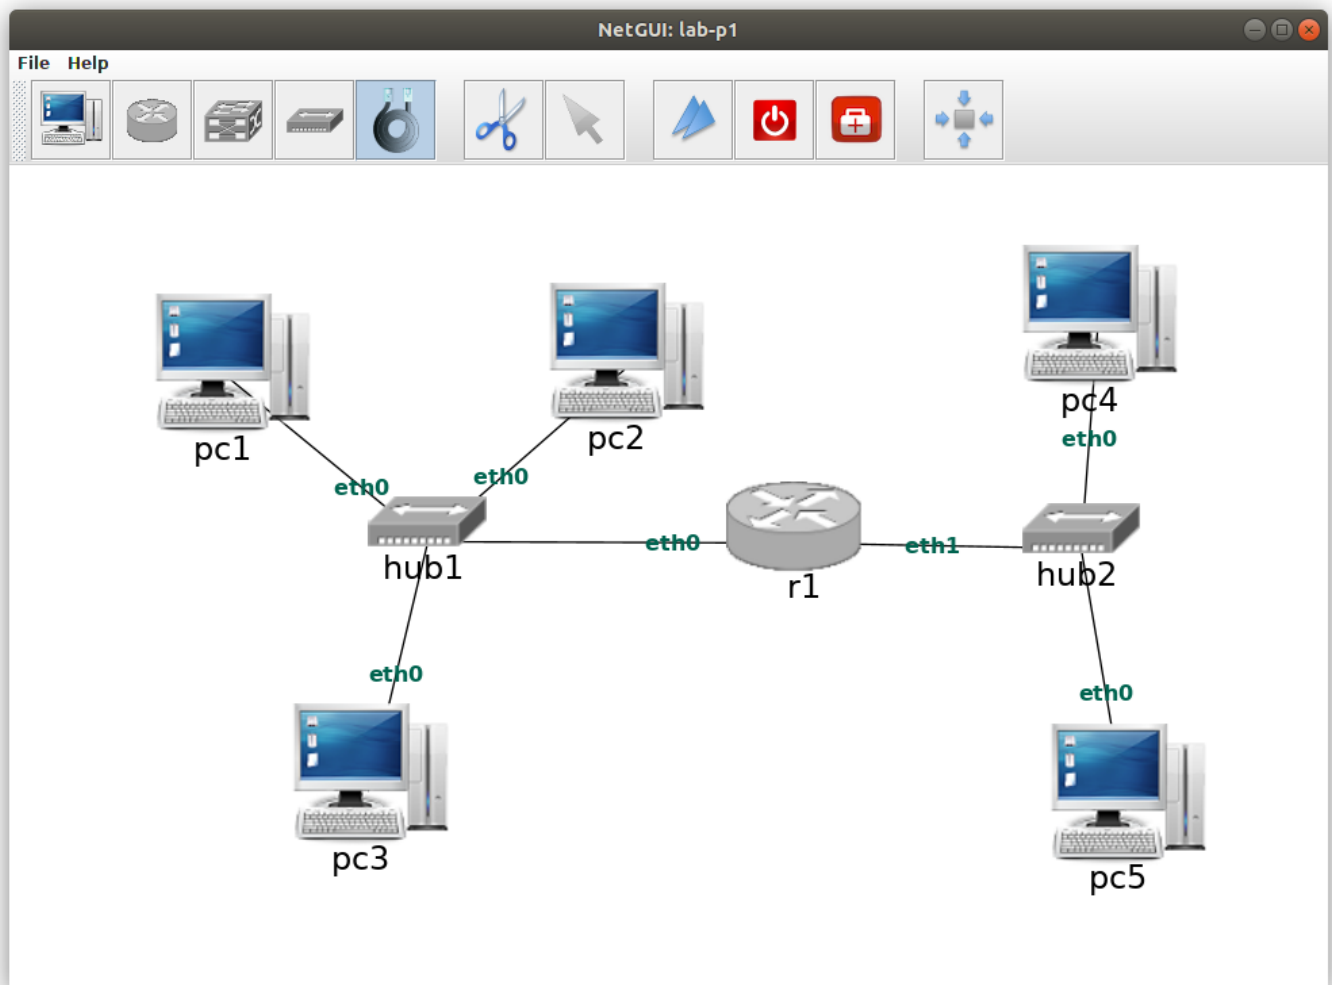 NetGUI: lab-p1
File Help
pc4
pc1
pc2
eth0
eth0
eth0
eth0
eth1
hub1
hub2
r1
eth0
eth0
pc3
pc5